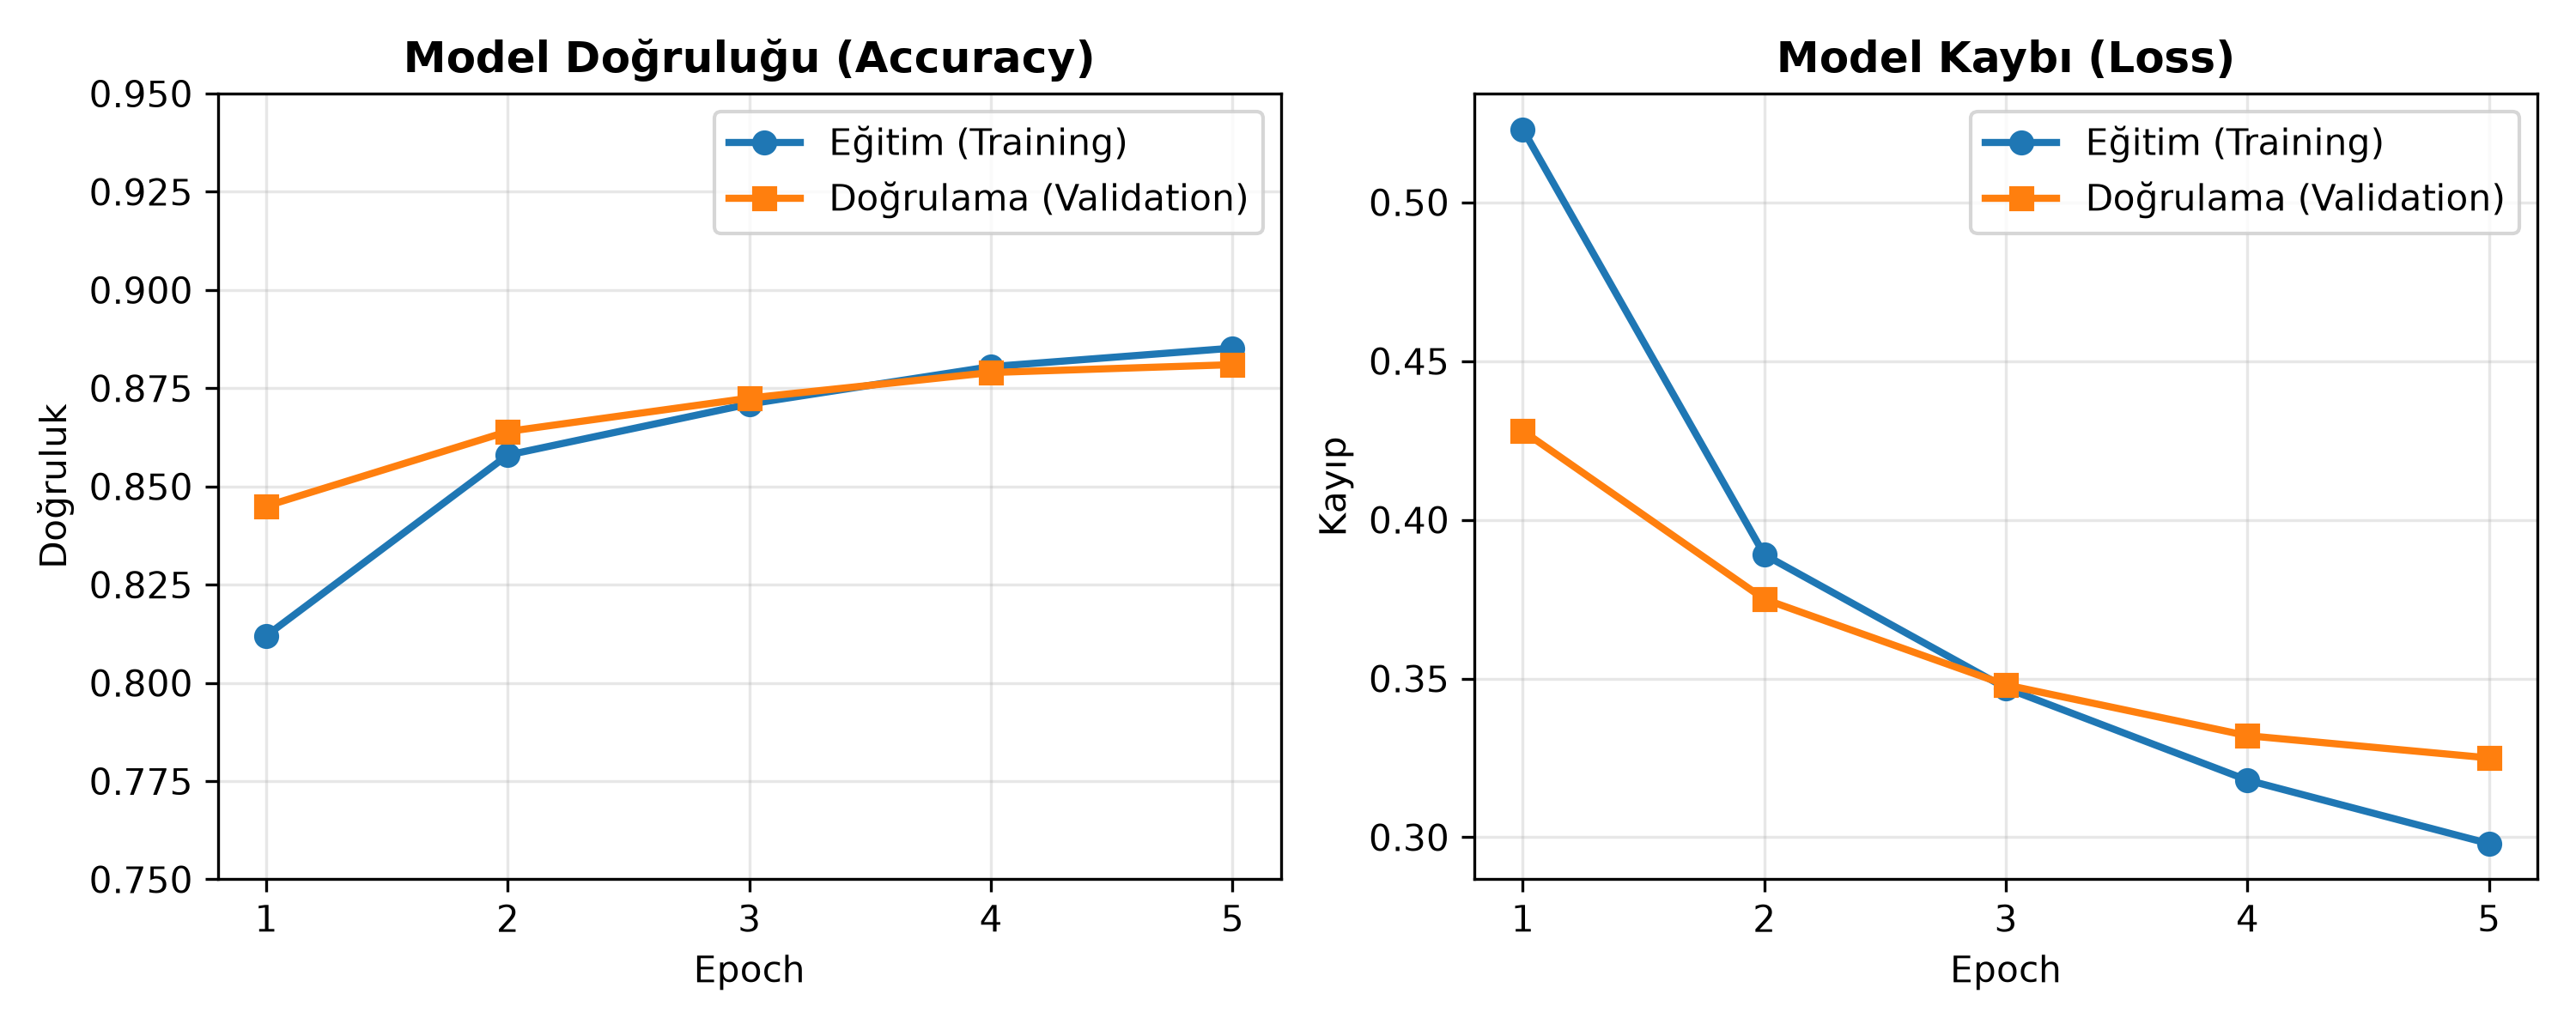 Model Doğruluğu (Accuracy)
0.950
0.925
0.900
0.875
0.850
0.825
0.800
0.775
0.750
Doğruluk
Eğitim (Training)
Doğrulama (Validation)
1 2 3 4 5
Epoch
Model Kaybı (Loss)
0.50
0.45
0.40
0.35
0.30
Kayıp
Eğitim (Training)
Doğrulama (Validation)
1 2 3 4 5
Epoch